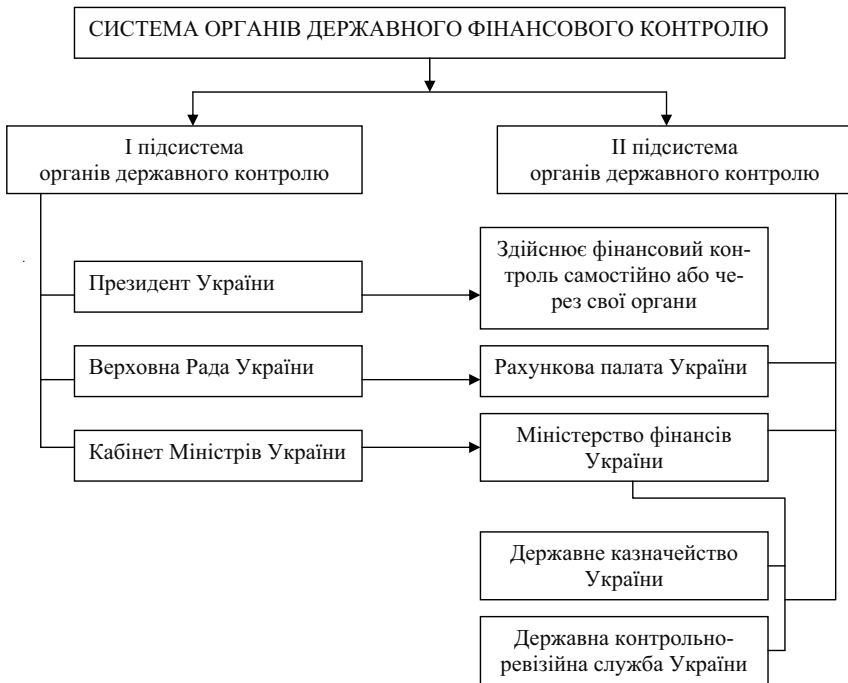 СИСТЕМА ОРГАНІВ ДЕРЖАВНОГО ФІНАНСОВОГО КОНТРОЛЮ
І підсистема
органів державного контролю
ІІ підсистема
органів державного контролю
Президент України
Здійснює фінансовий кон-
троль самостійно або че-
рез свої органи
Верховна Рада України
Рахункова палата України
Кабінет Міністрів України
Міністерство фінансів
України
Державне казначейство
України
Державна контрольно-
ревізійна служба України